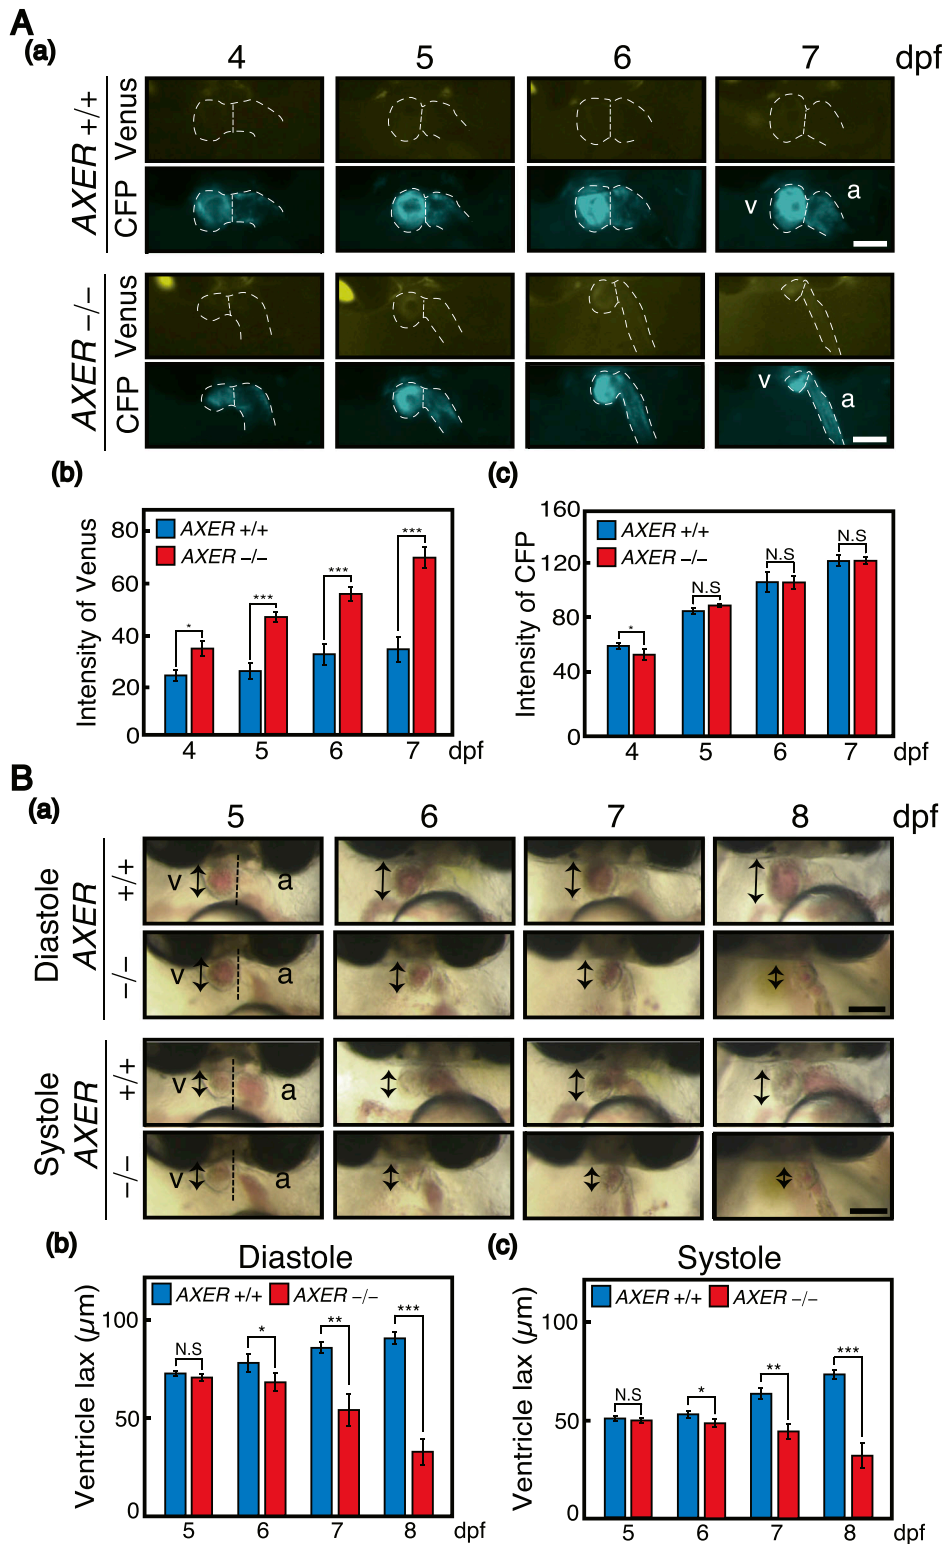 A
(a)
4 5 6 7 dpf
AXER +/+
Venus
CFP
v a
AXER −/−
Venus
CFP
v a
(b)
Intensity of Venus
80
60
40
20
0
AXER +/+
AXER −/−
* *** *** ***
4 5 6 7 dpf
(c)
Intensity of CFP
160
120
80
40
0
AXER +/+
AXER −/−
* N.S N.S N.S
4 5 6 7 dpf
B
(a)
5 6 7 8 dpf
Diastole
AXER
+/+
v a
−/−
v a
Systole
AXER
+/+
v a
−/−
v a
(b)
Diastole
Ventricle lax (µm)
100
50
0
AXER +/+ AXER −/−
N.S * ** ***
5 6 7 8 dpf
(c)
Systole
Ventricle lax (µm)
100
50
0
AXER +/+ AXER −/−
N.S * ** ***
5 6 7 8 dpf